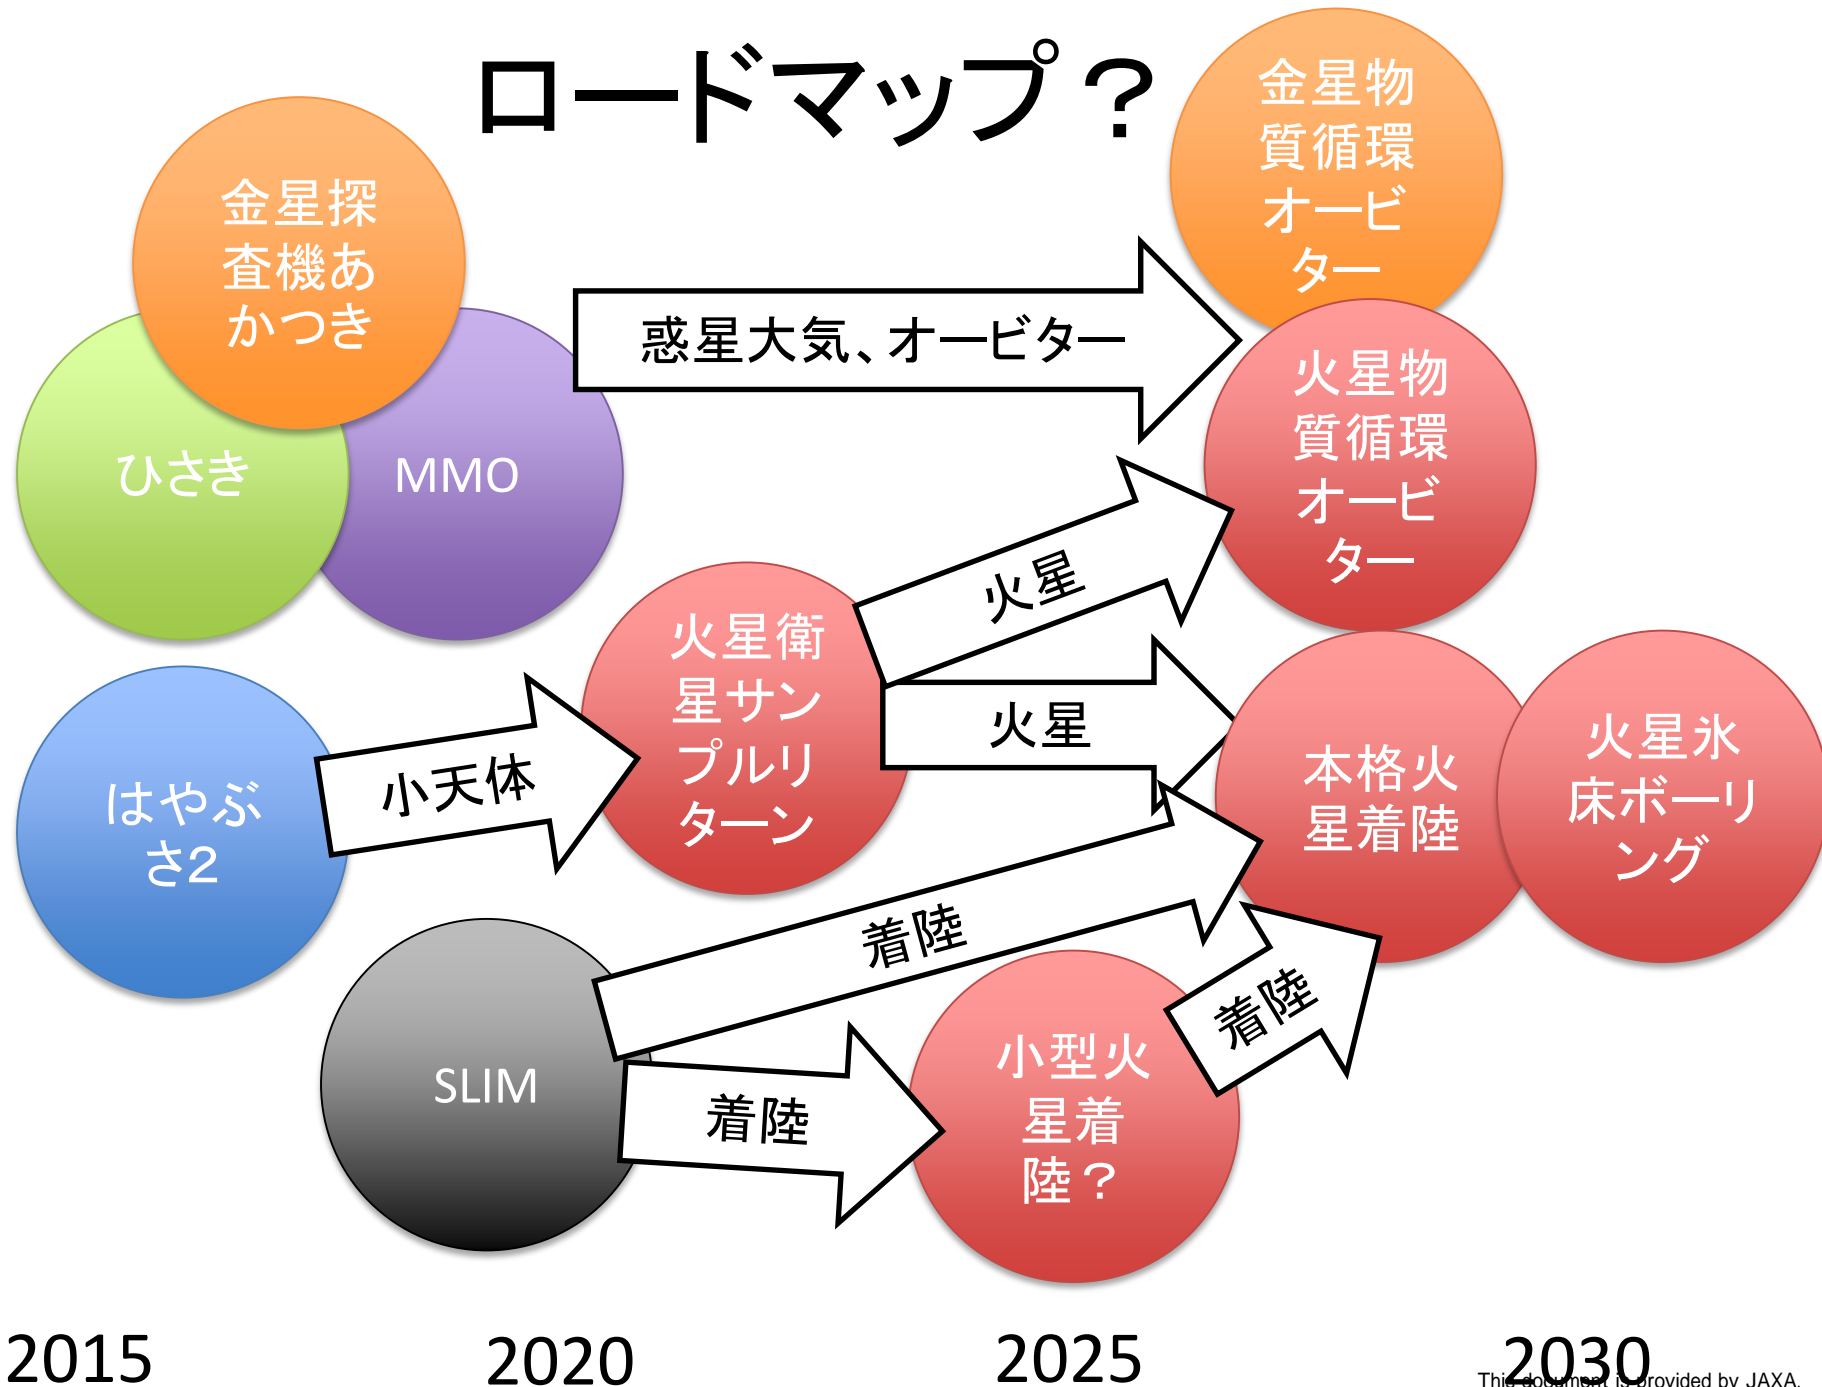 ロードマップ？
金星探
査機あ
かつき
ひさき
MMO
惑星大気、オービター
金星物
質循環
オービ
ター
火星物
質循環
オービ
ター
はやぶ
さ２
小天体
火星衛
星サン
プルリ
ターン
火星
火星
本格火
星着陸
火星氷
床ボーリ
ング
SLIM
着陸
着陸
小型火
星着
陸？
着陸
2015
2020
2025
2030
This document is provided by JAXA.